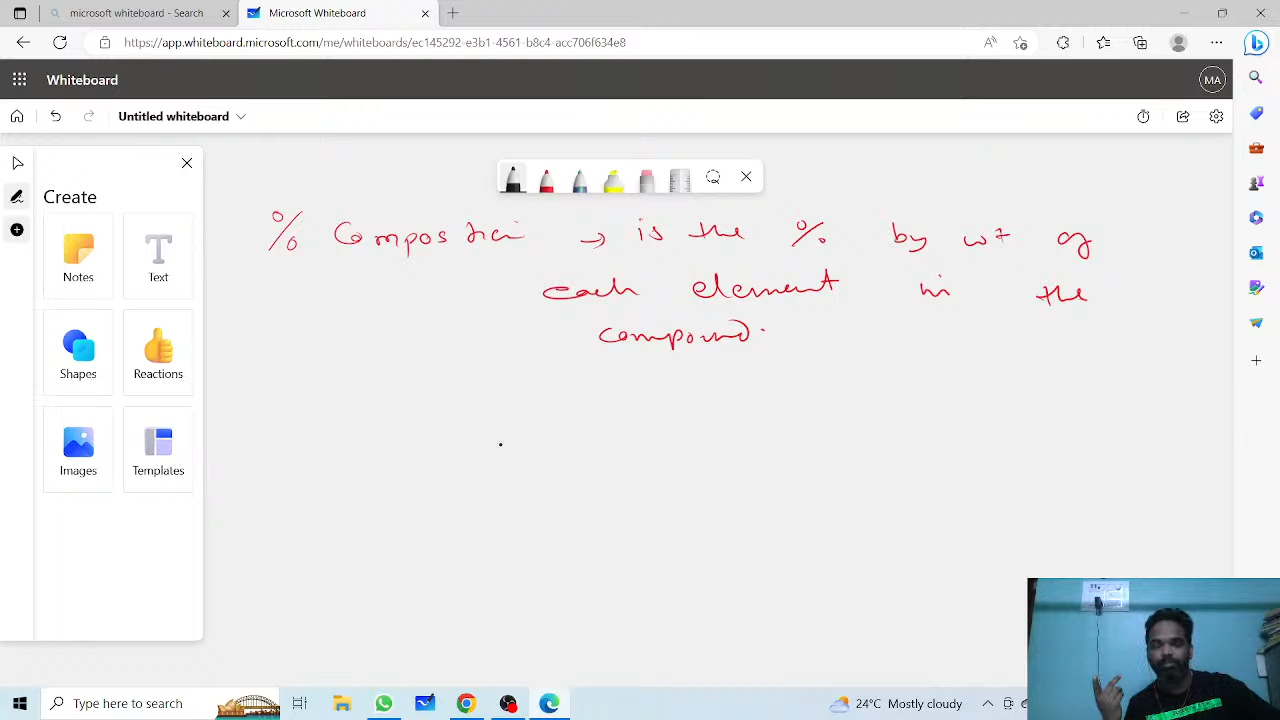 microsoft whiteboard - Search
Microsoft Whiteboard
https://app.whiteboard.microsoft.com/me/whiteboards/ec145292-e3b1-4561-b8c4-acc706f634e8
Whiteboard
MA
Untitled whiteboard
Create
Notes
Text
Shapes
Reactions
Images
Templates
% Composition → is the % by wt of
each element in the
compound.
Type here to search
24°C Mostly cloudy